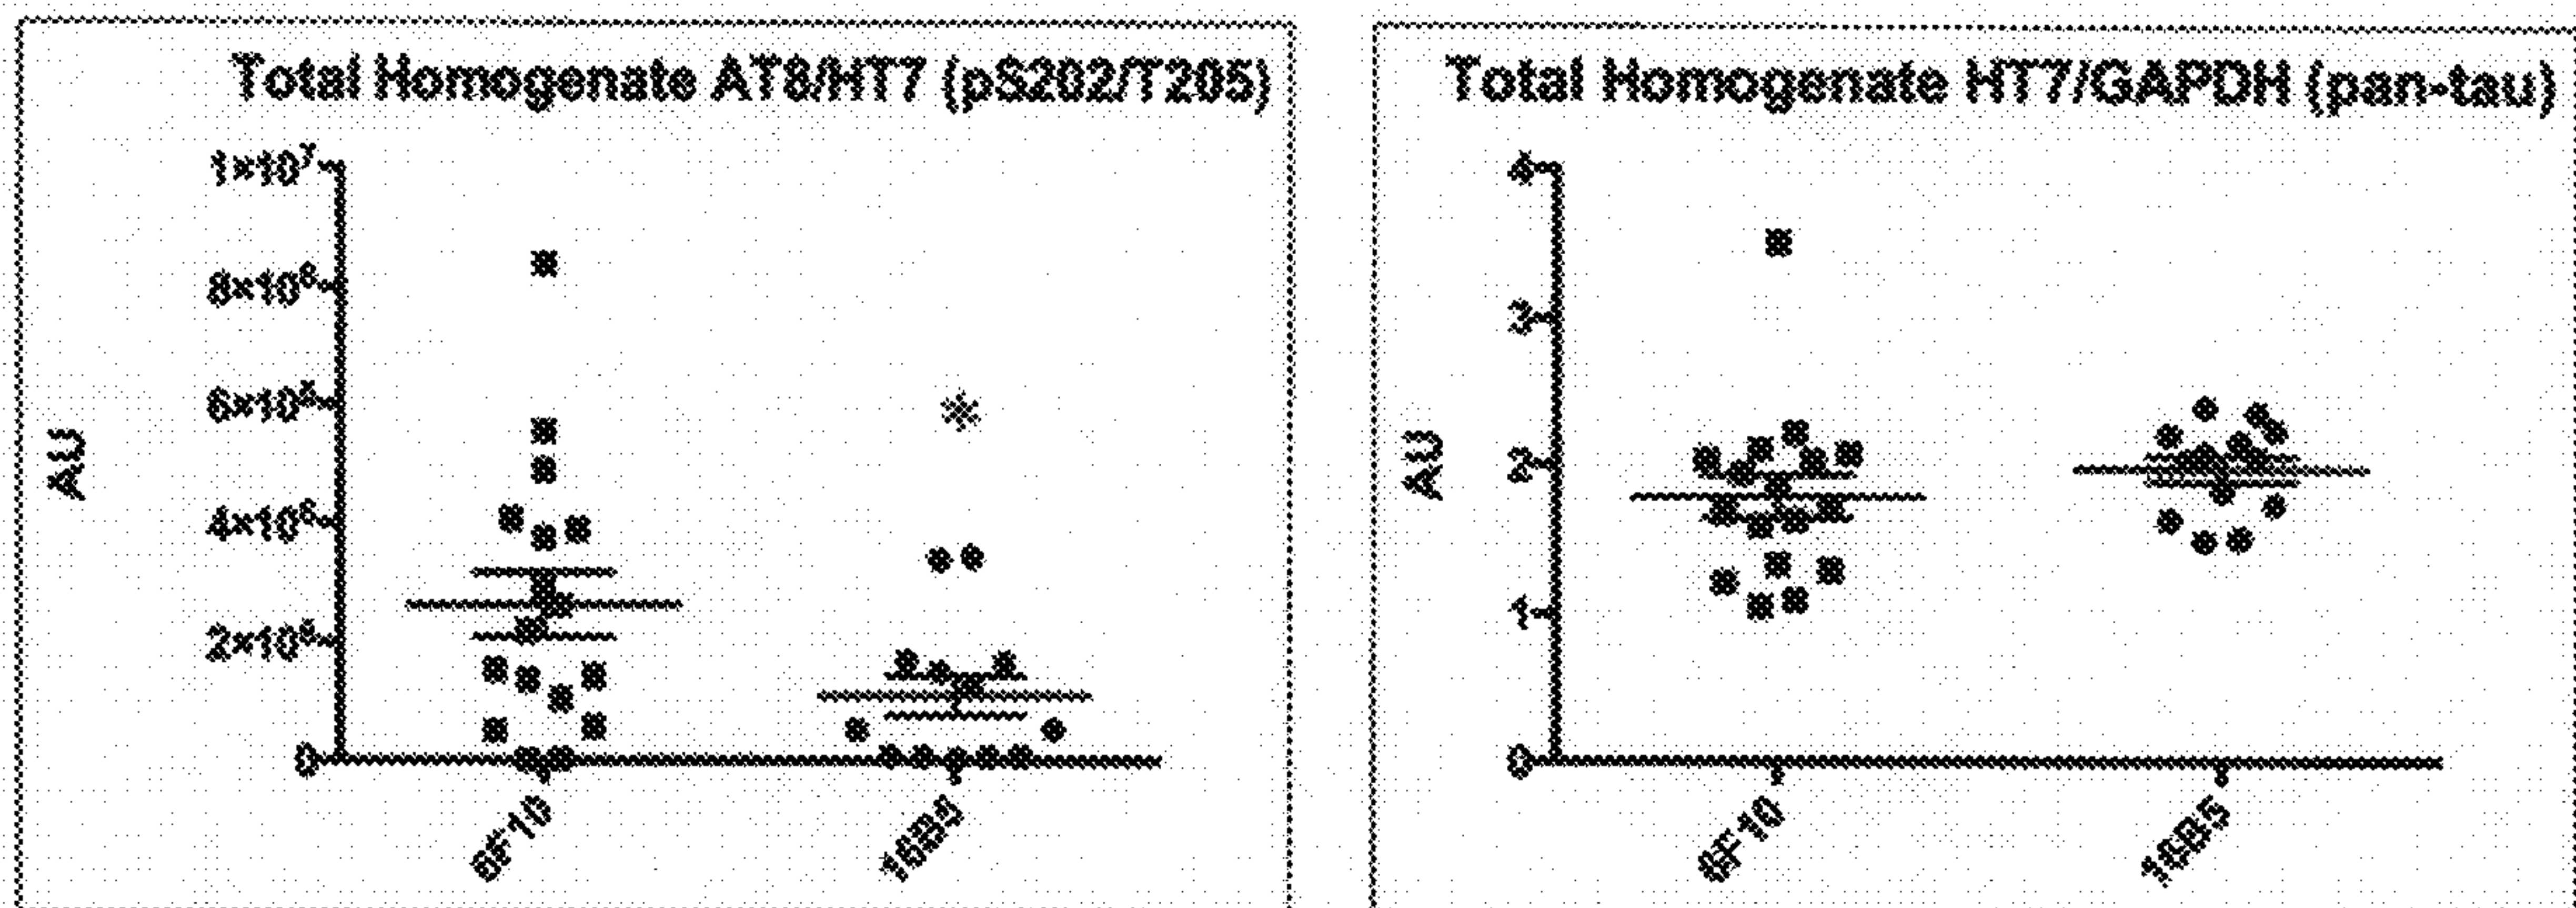 Total Homogenate AT8/HT7 (pS202/T205)
1×10⁷
8×10⁶
6×10⁶
4×10⁶
2×10⁶
0
AU
6F10
16B5
Total Homogenate HT7/GAPDH (pan-tau)
4
3
2
1
0
AU
6F10
16B5